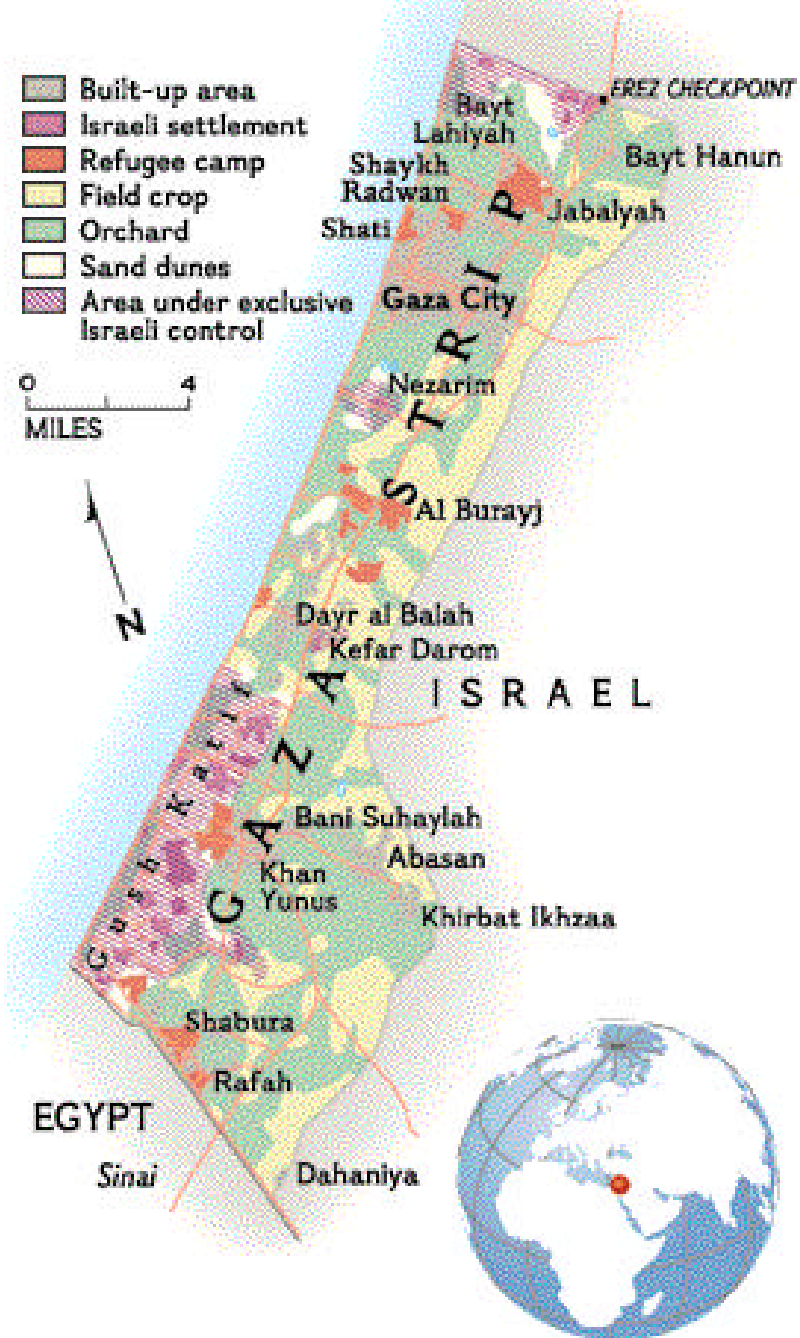 Built-up area
Israeli settlement
Refugee camp
Field crop
Orchard
Sand dunes
Area under exclusive
Israeli control
0 4
MILES
N
EREZ CHECKPOINT
Bayt
Lahiyah
Bayt Hanun
Shaykh
Radwan
Jabalyah
Shati
Gaza City
Nezarim
Al Burayj
Dayr al Balah
Kefar Darom
ISRAEL
GAZA STRIP
Gush Katif
Bani Suhaylah
Abasan
Khan
Yunus
Khirbat Ikhzaa
Shabura
Rafah
EGYPT
Sinai
Dahaniya